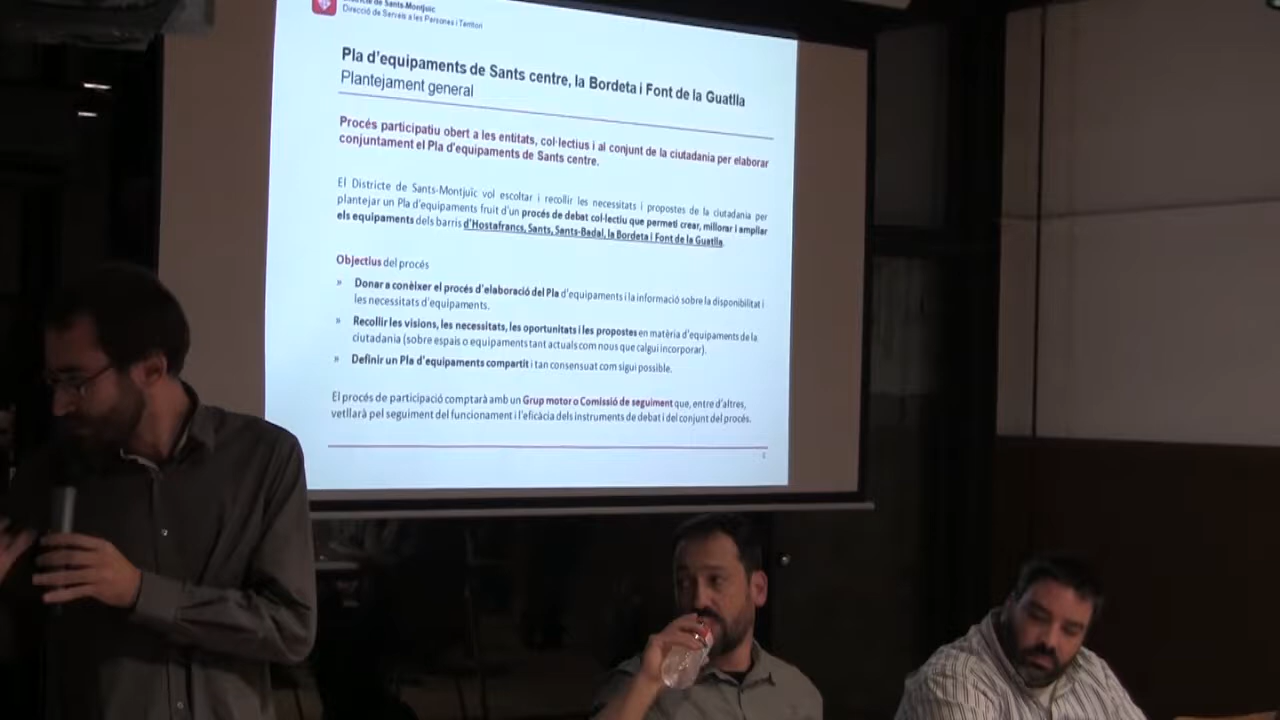 Districte de Sants-Montjuïc
Direcció de Serveis a les Persones i Territori
Pla d'equipaments de Sants centre, la Bordeta i Font de la Guatlla
Plantejament general
Procés participatiu obert a les entitats, col·lectius i al conjunt de la ciutadania per elaborar
conjuntament el Pla d'equipaments de Sants centre.
El Districte de Sants-Montjuïc vol escoltar i recollir les necessitats i propostes de la ciutadania per
plantejar un Pla d'equipaments fruit d'un procés de debat col·lectiu que permeti crear, millorar i ampliar
els equipaments dels barris d'Hostafrancs, Sants, Sants-Badal, la Bordeta i Font de la Guatlla.
Objectius del procés
» Donar a conèixer el procés d'elaboració del Pla d'equipaments i la informació sobre la disponibilitat i
les necessitats d'equipaments.
» Recollir les visions, les necessitats, les oportunitats i les propostes en matèria d'equipaments de la
ciutadania (sobre espais o equipaments tant actuals com nous que calgui incorporar).
» Definir un Pla d'equipaments compartit i tan consensuat com sigui possible.
El procés de participació comptarà amb un Grup motor o Comissió de seguiment que, entre d'altres,
vetllarà pel seguiment del funcionament i l'eficàcia dels instruments de debat i del conjunt del procés.